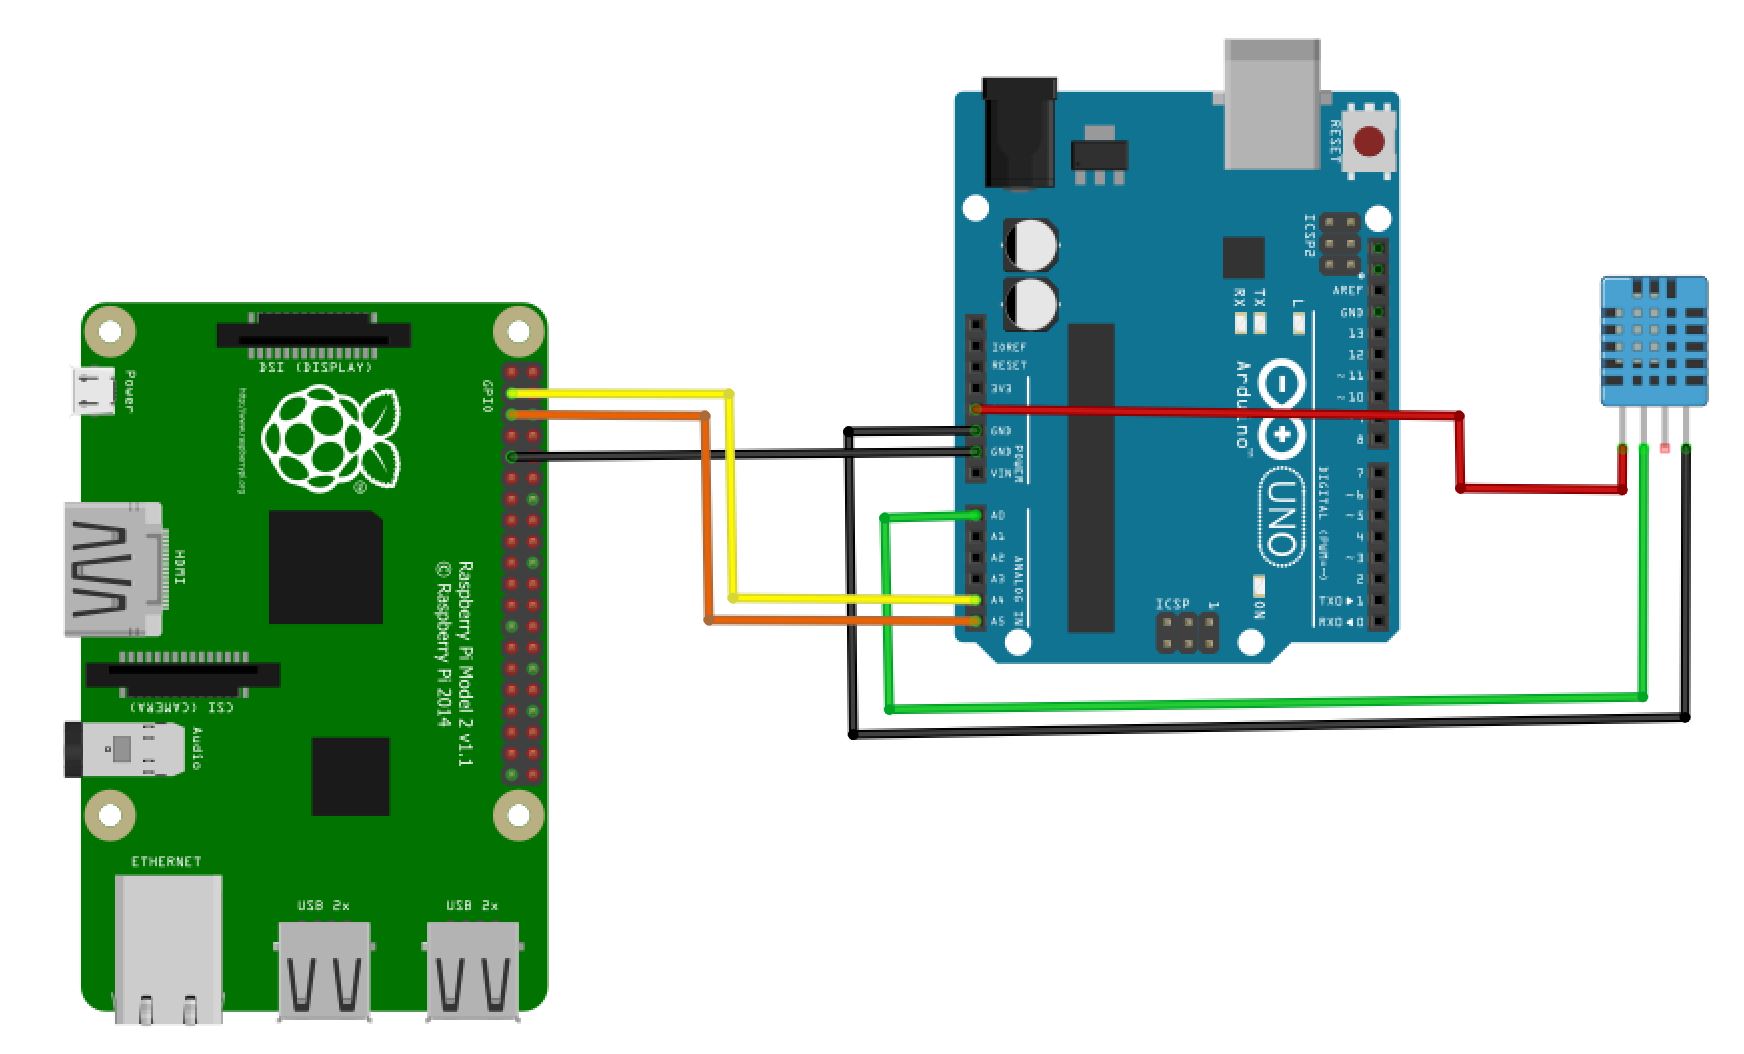 DSI (DISPLAY)
Power
GPIO
http://www.raspberrypi.org
®
HDMI
Raspberry Pi Model 2 v1.1
© Raspberry Pi 2014
CSI (CAMERA)
Audio
ETHERNET
USB 2x
USB 2x
RESET
ICSP2
RX
TX
L
AREF
GND
13
12
~11
~10
8
IOREF
RESET
3V3
GND
GND
VIN
POWER
Arduino™
UNO
DIGITAL (PWM=~)
7
~6
~5
4
~3
2
TX0▶1
RX0◀0
A0
A1
A2
A3
A4
A5
ANALOG IN
ICSP
1
ON